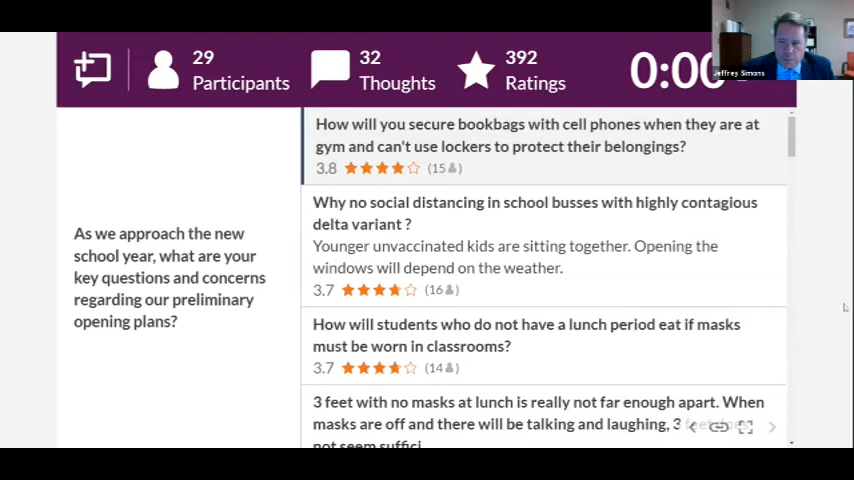 29
Participants
32
Thoughts
392
Ratings
0:00
Jeffrey Simons
As we approach the new
school year, what are your
key questions and concerns
regarding our preliminary
opening plans?
How will you secure bookbags with cell phones when they are at
gym and can't use lockers to protect their belongings?
3.8 (15)
Why no social distancing in school busses with highly contagious
delta variant ?
Younger unvaccinated kids are sitting together. Opening the
windows will depend on the weather.
3.7 (16)
How will students who do not have a lunch period eat if masks
must be worn in classrooms?
3.7 (14)
3 feet with no masks at lunch is really not far enough apart. When
masks are off and there will be talking and laughing, 3 feet
not seem suffici